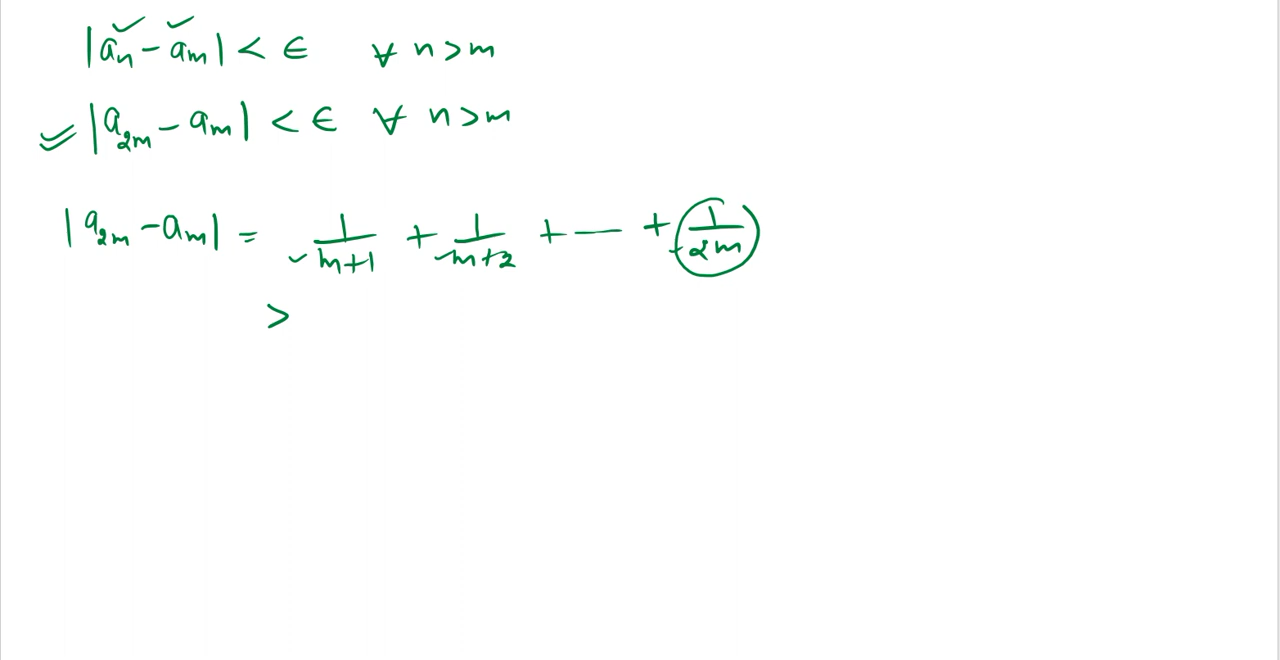 |aₙ - aₘ| < ϵ ∀ n > m
|a₂ₘ - aₘ| < ϵ ∀ n > m
|a₂ₘ - aₘ| = 1/(m+1) + 1/(m+2) + — + 1/(2m)
>